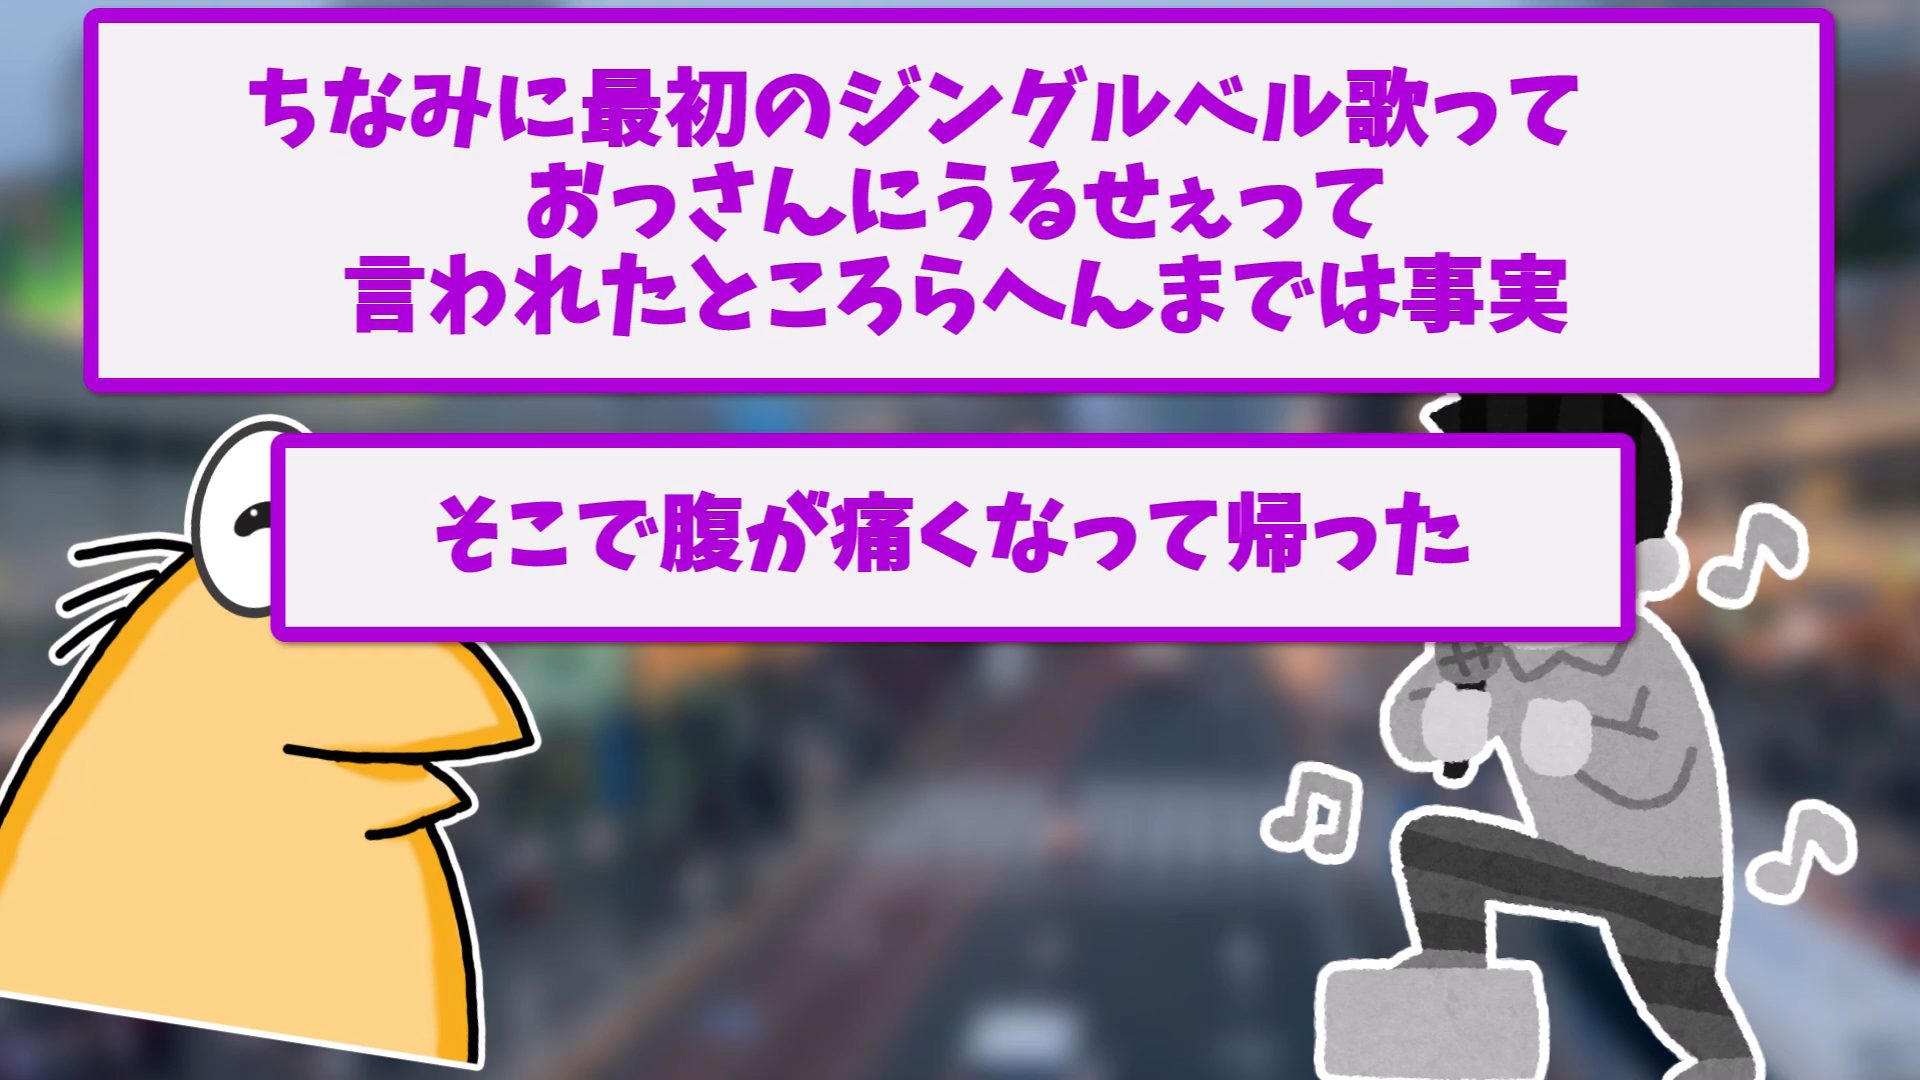 ちなみに最初のジングルベル歌って
おっさんにうるせぇって
言われたところらへんまでは事実
そこで腹が痛くなって帰った